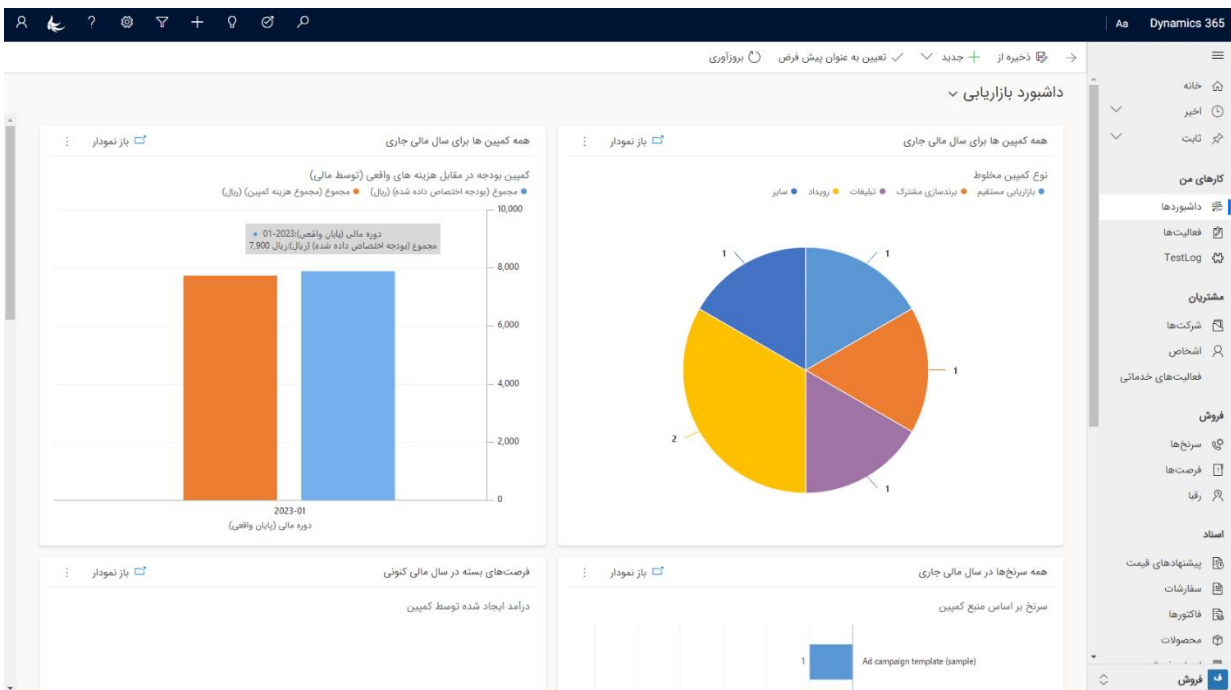 Dynamics 365
Aa
?
خانه
اخیر
ثابت
کارهای من
داشبوردها
فعالیت‌ها
TestLog
مشتریان
شرکت‌ها
اشخاص
فعالیت‌های خدماتی
فروش
سرنخ‌ها
فرصت‌ها
رقبا
اسناد
پیشنهادهای قیمت
سفارشات
فاکتورها
محصولات
ف فروش
ذخیره از
جدید
تعیین به عنوان پیش فرض
بروزآوری
داشبورد بازاریابی
همه کمپین ها برای سال مالی جاری
باز نمودار
نوع کمپین مخلوط
بازاریابی مستقیم
برندسازی مشترک
تبلیغات
رویداد
سایر
1
1
1
2
1
همه کمپین ها برای سال مالی جاری
باز نمودار
کمپین بودجه در مقابل هزینه های واقعی (توسط مالی)
مجموع (بودجه اختصاص داده شده) (ریال)
مجموع (مجموع هزینه کمپین) (ریال)
10,000
8,000
6,000
4,000
2,000
0
دوره مالی (پایان واقعی):2023-01
مجموع (بودجه اختصاص داده شده) (ریال):ریال 7,900
2023-01
دوره مالی (پایان واقعی)
همه سرنخ‌ها در سال مالی جاری
باز نمودار
سرنخ بر اساس منبع کمپین
Ad campaign template (sample)
1
فرصت‌های بسته در سال مالی کنونی
باز نمودار
درآمد ایجاد شده توسط کمپین